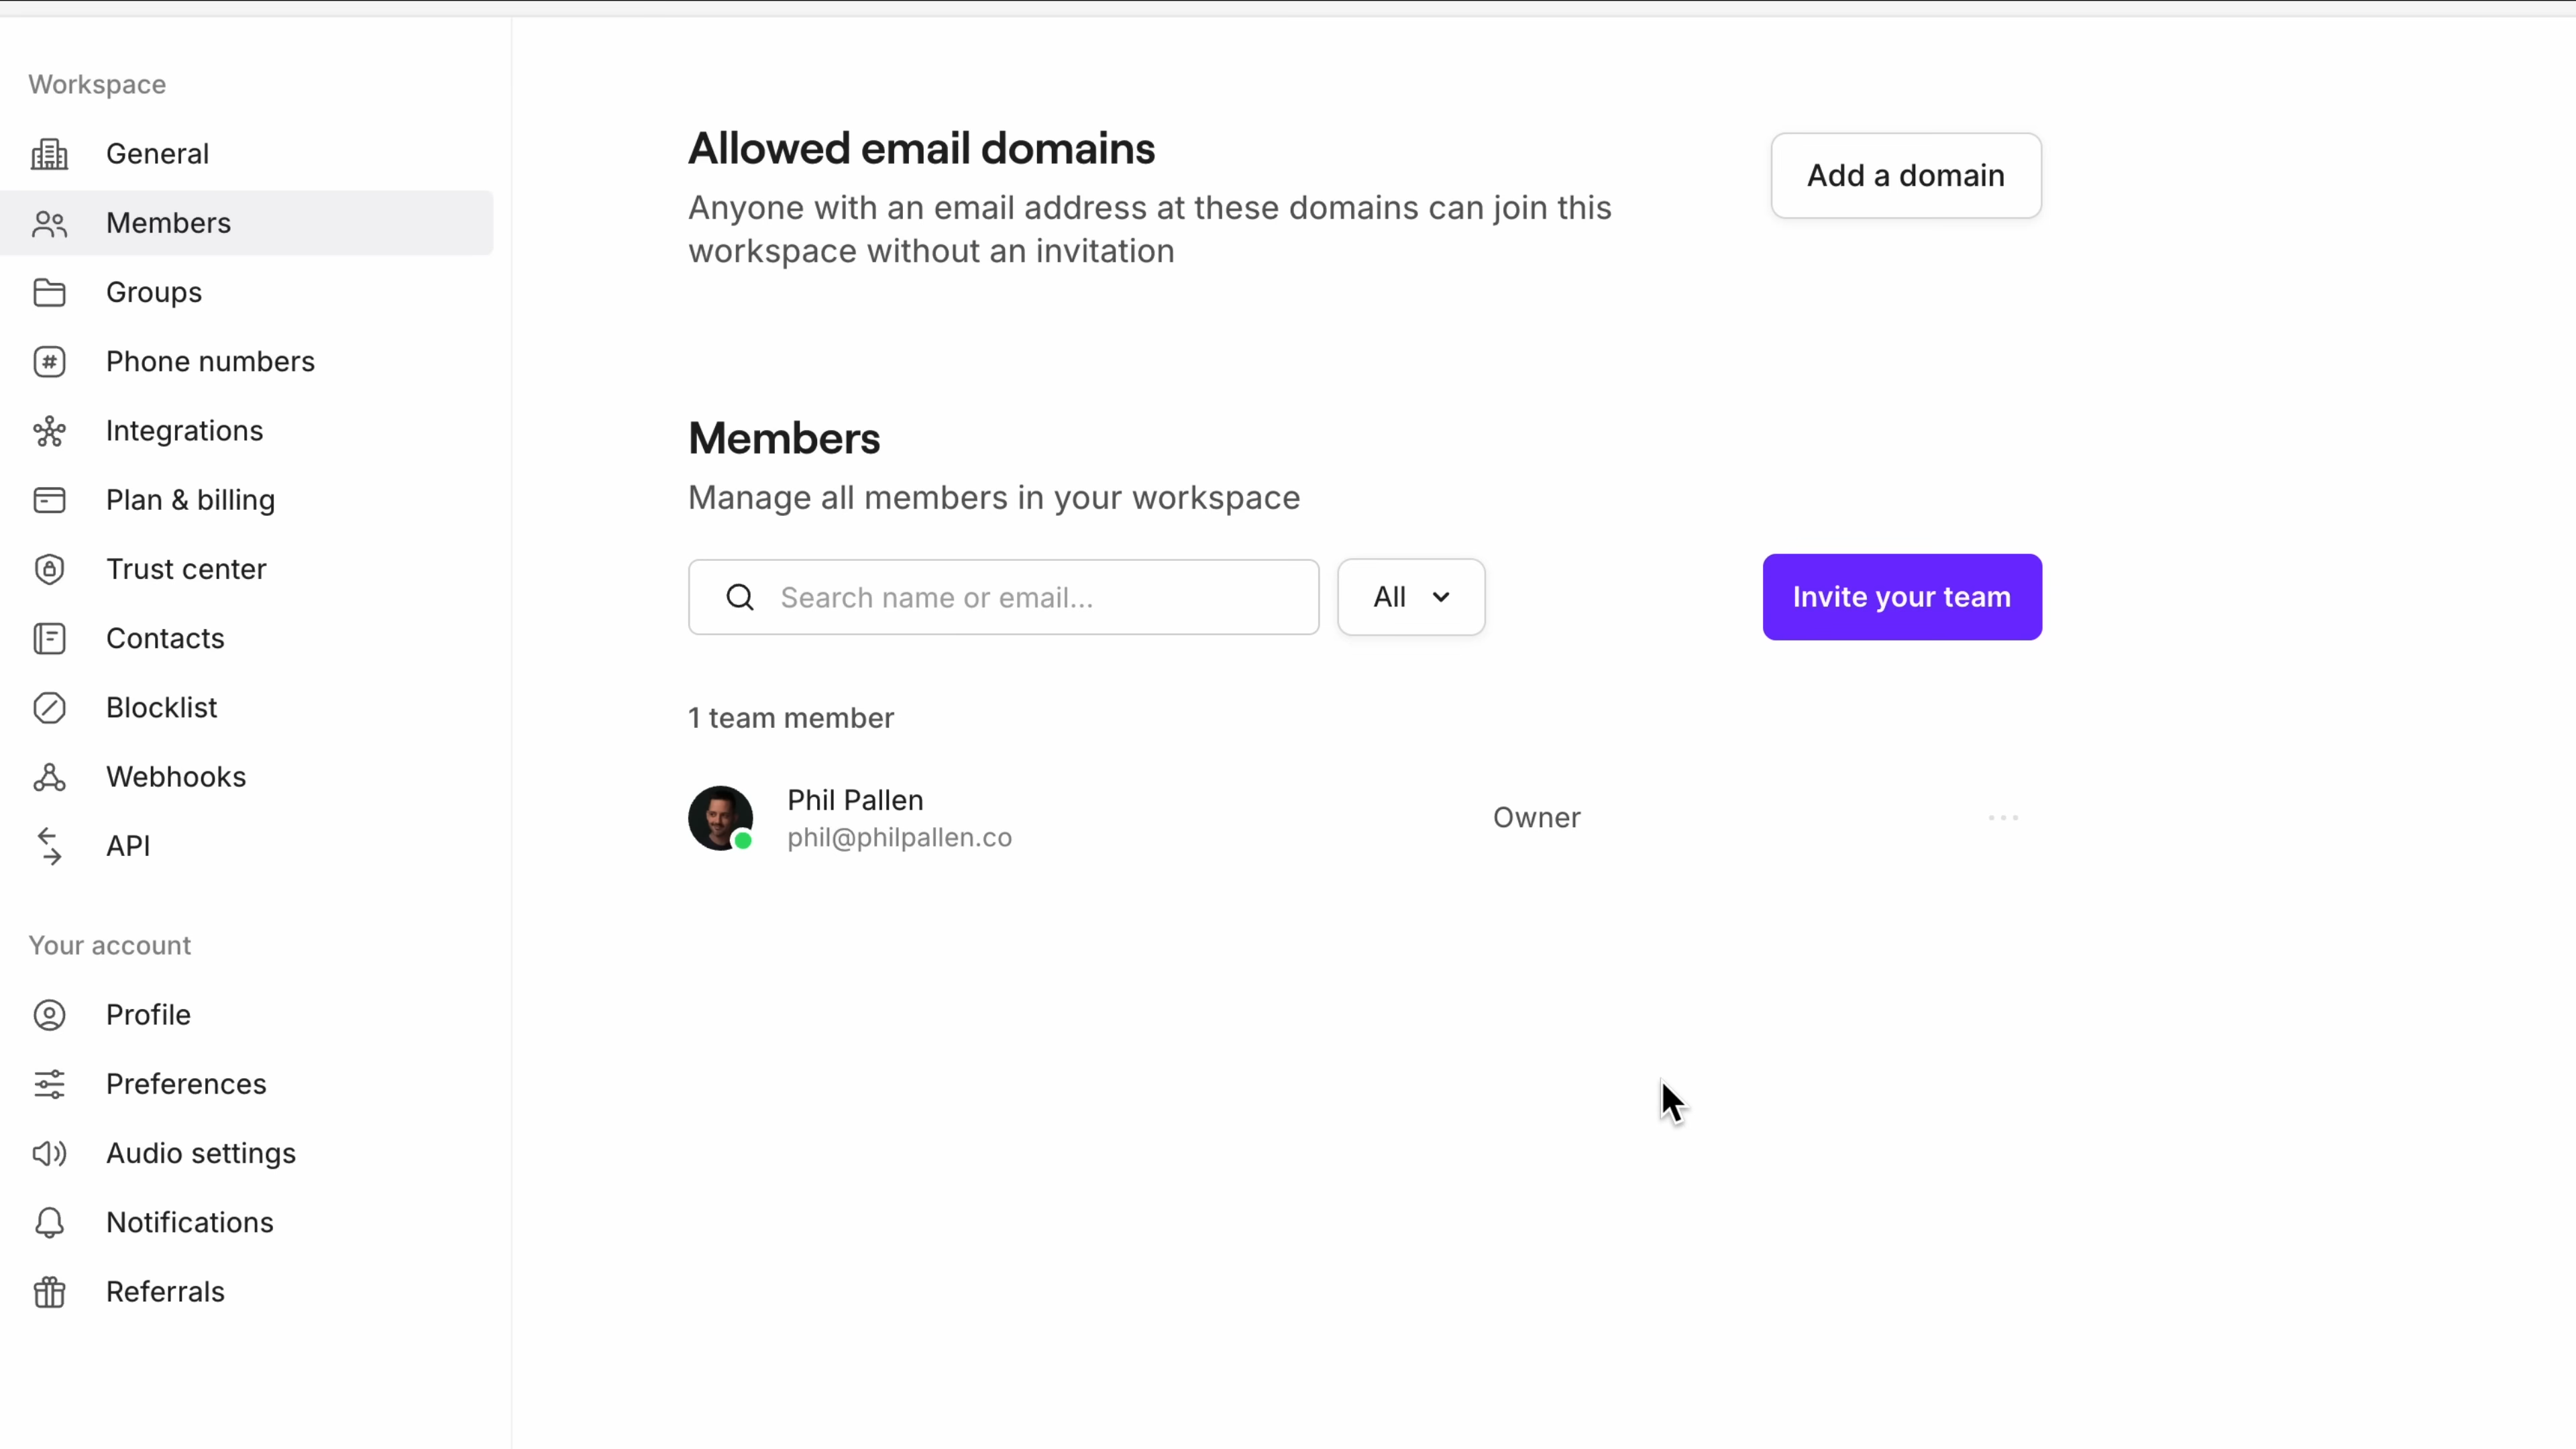 Workspace
General
Members
Groups
Phone numbers
Integrations
Plan & billing
Trust center
Contacts
Blocklist
Webhooks
API
Your account
Profile
Preferences
Audio settings
Notifications
Referrals
Allowed email domains
Anyone with an email address at these domains can join this
workspace without an invitation
Add a domain
Members
Manage all members in your workspace
Search name or email...
All
Invite your team
1 team member
Phil Pallen
phil@philpallen.co
Owner